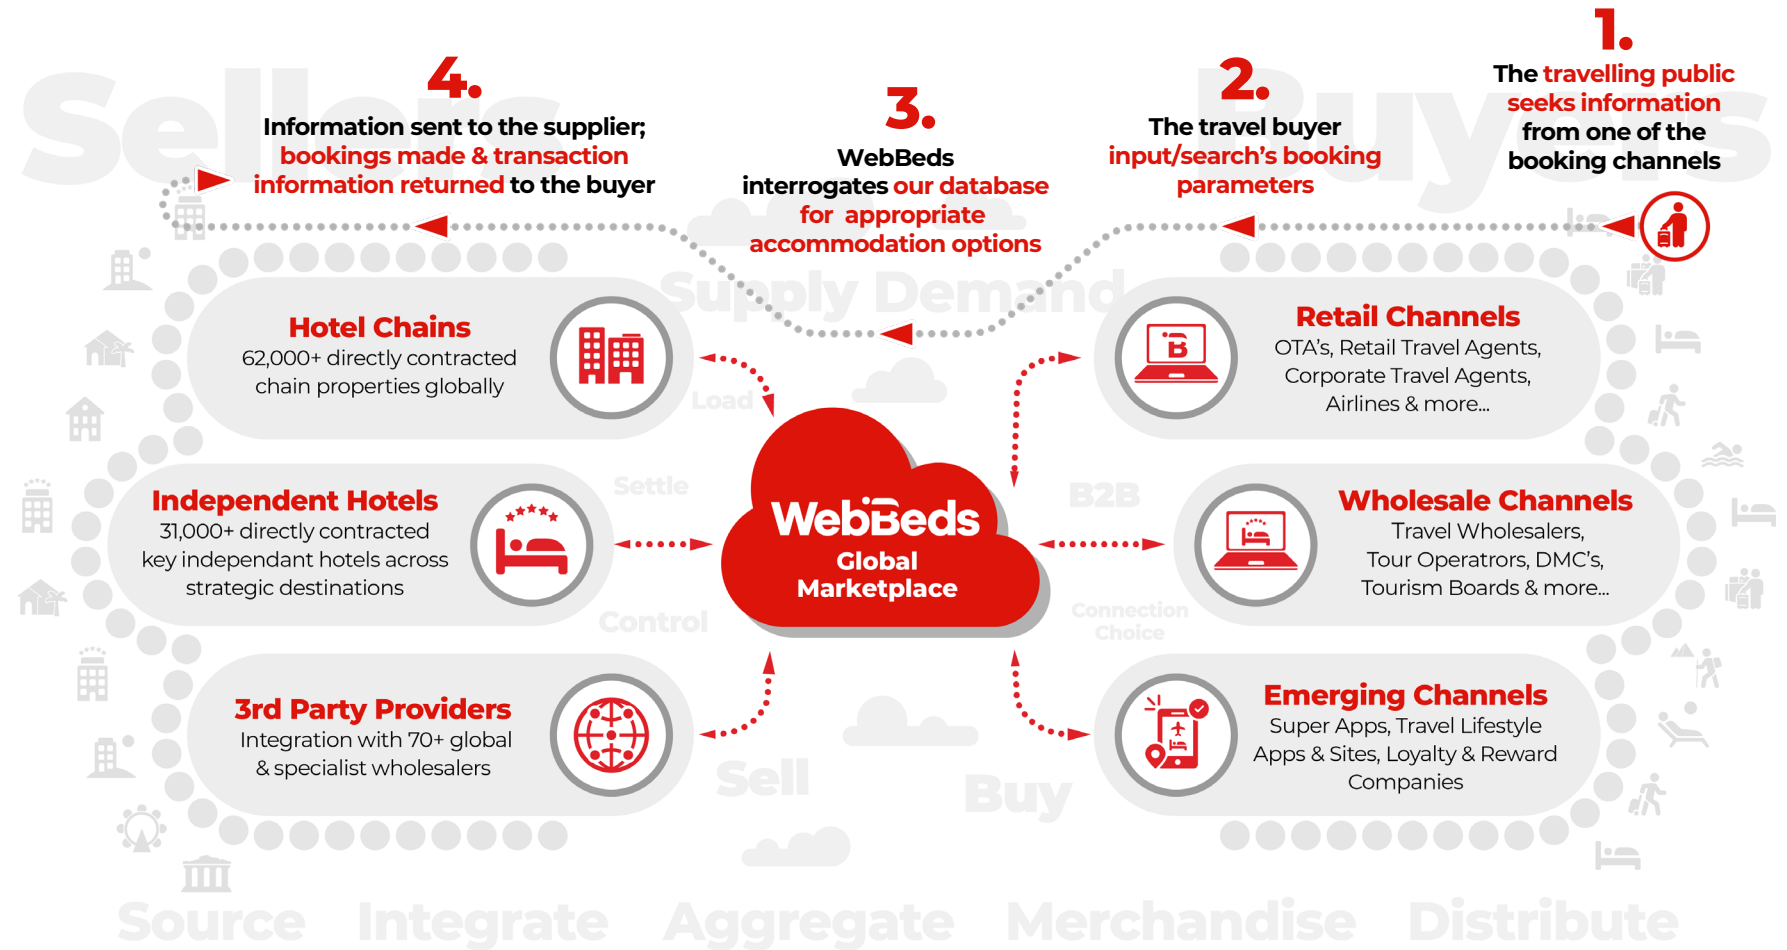 Sellers
Buyers
1.
The travelling public
seeks information
from one of the
booking channels
2.
The travel buyer
input/search's booking
parameters
3.
WebBeds
interrogates our database
for appropriate
accommodation options
4.
Information sent to the supplier;
bookings made & transaction
information returned to the buyer
Supply Demand
Hotel Chains
62,000+ directly contracted
chain properties globally
Load
Independent Hotels
31,000+ directly contracted
key independant hotels across
strategic destinations
Settle
Control
3rd Party Providers
Integration with 70+ global
& specialist wholesalers
Sell
WebBeds
Global
Marketplace
B
Retail Channels
OTA's, Retail Travel Agents,
Corporate Travel Agents,
Airlines & more...
B2B
Wholesale Channels
Travel Wholesalers,
Tour Operatrors, DMC's,
Tourism Boards & more...
Connection
Choice
Emerging Channels
Super Apps, Travel Lifestyle
Apps & Sites, Loyalty & Reward
Companies
Buy
Source Integrate Aggregate Merchandise Distribute